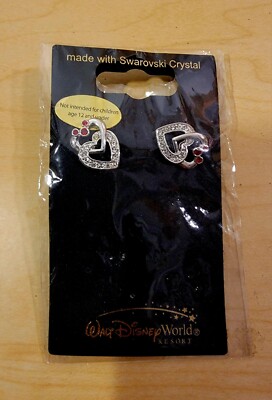 made with Swarovski Crystal
Not intended for children
age 12 and under
WALT DISNEY World®
RESORT